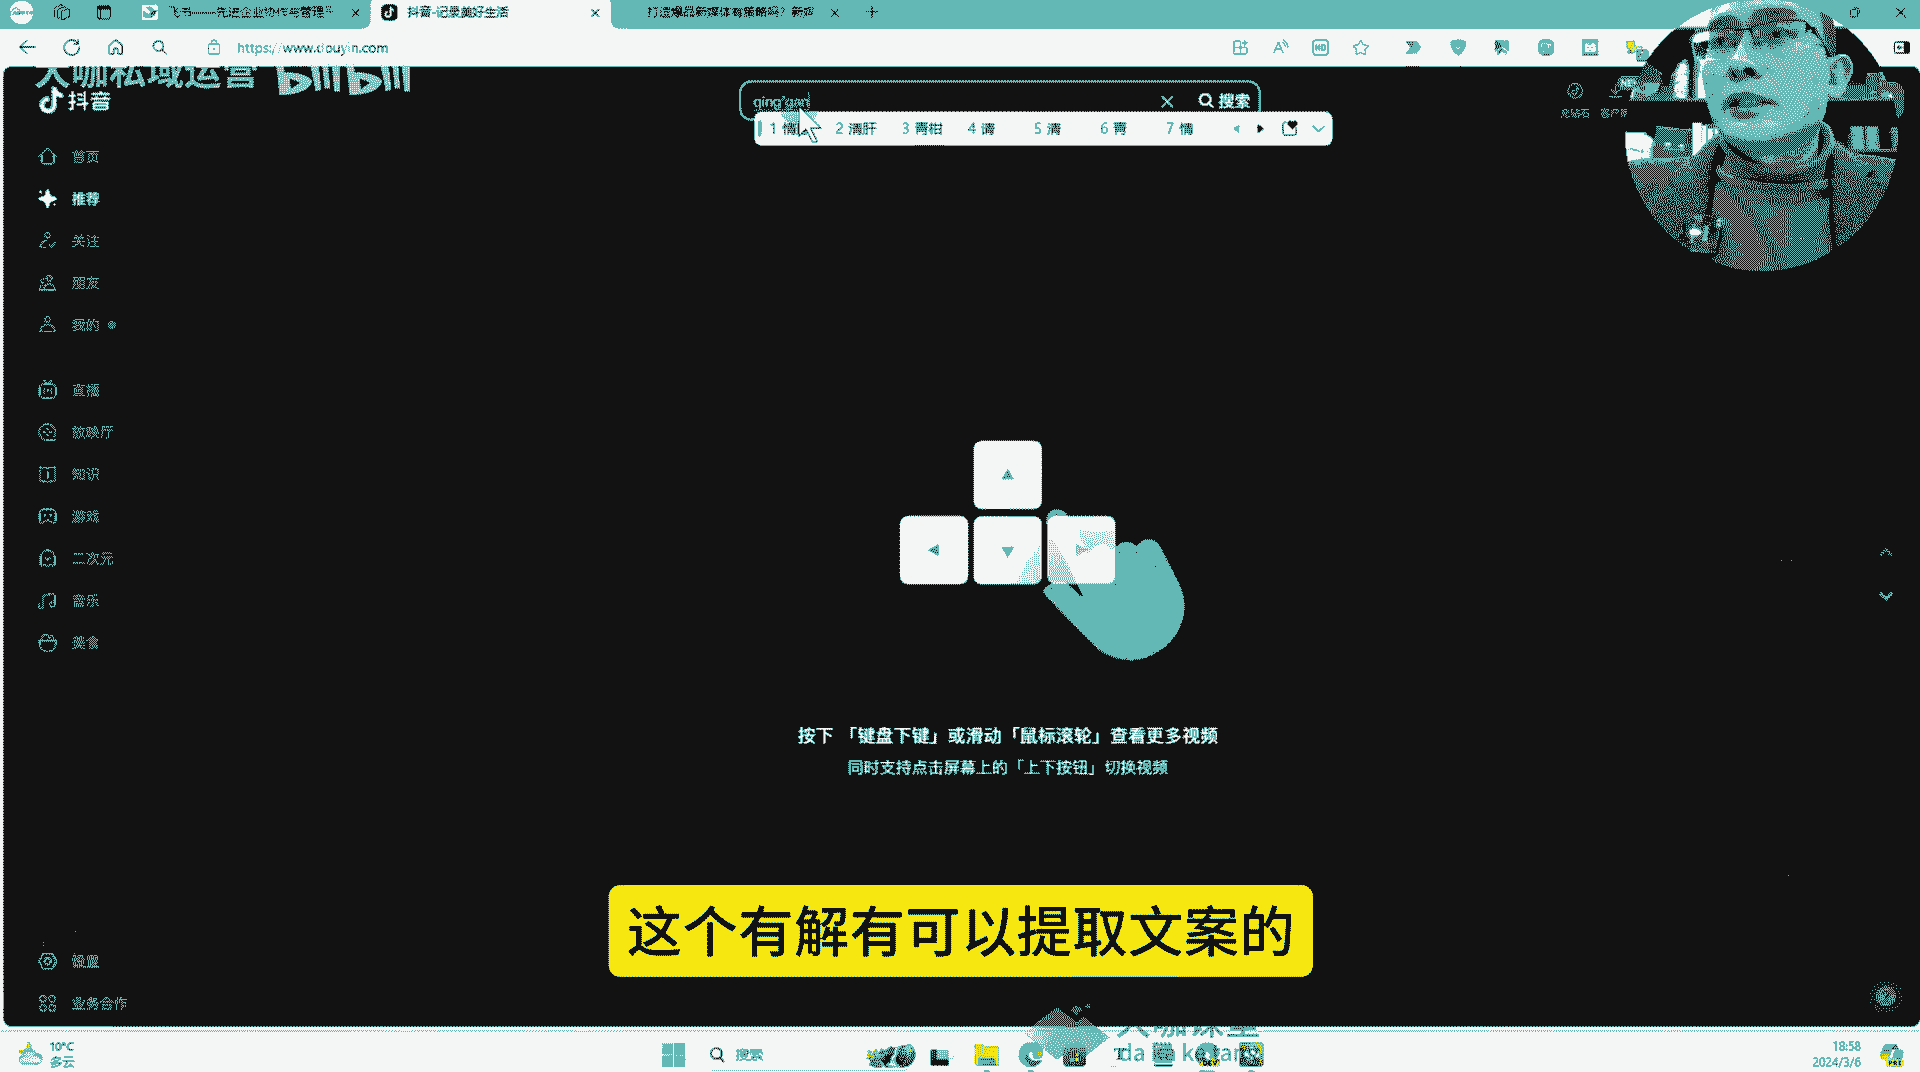 飞书——先进企业协作与管理平
抖音-记录美好生活
打造爆品新媒体有策略吗？新媒
https://www.douyin.com
大咖私域运营 bilibili
抖音
qing'gan
搜索
2 清肝 3 青柑 4 请 5 清 6 青 7 情
首页
推荐
关注
朋友
我的
直播
放映厅
知识
游戏
二次元
音乐
美食
按下「键盘下键」或滑动「鼠标滚轮」查看更多视频
同时支持点击屏幕上的「上下按钮」切换视频
这个有解有可以提取文案的
设置
业务合作
10°C
多云
搜索
大咖课堂
18:58
2024/3/6